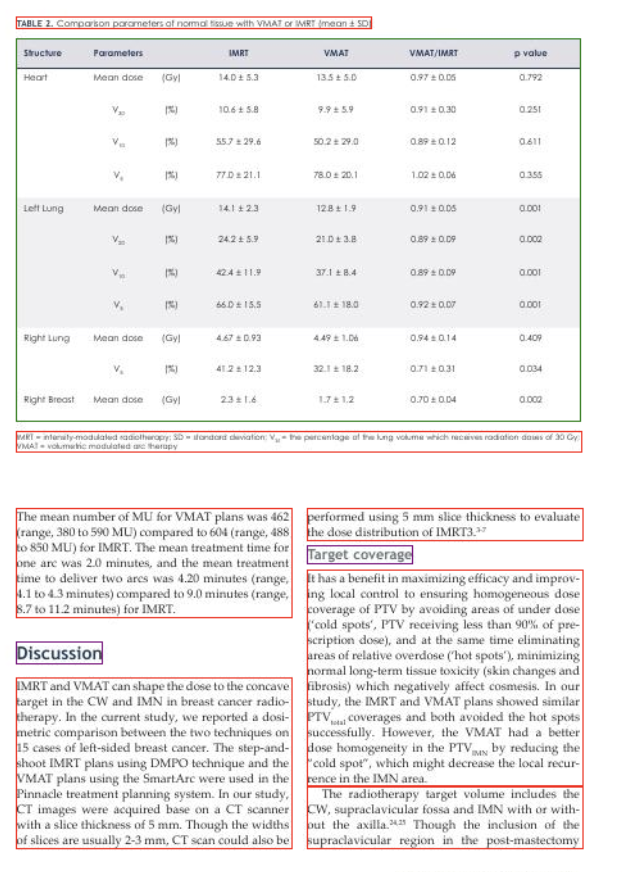 TABLE 2. Comparison parameters of normal tissue with VMAT or IMRT (mean ± SD)
Structure Parameters IMRT VMAT VMAT/IMRT p value
Heart Mean dose (Gy) 14.0 ± 5.3 13.5 ± 5.0 0.97 ± 0.05 0.792
V30 (%) 10.6 ± 5.8 9.9 ± 5.9 0.91 ± 0.30 0.251
V10 (%) 55.7 ± 29.6 50.2 ± 29.0 0.89 ± 0.12 0.611
V5 (%) 77.0 ± 21.1 78.0 ± 20.1 1.02 ± 0.06 0.355
Left Lung Mean dose (Gy) 14.1 ± 2.3 12.8 ± 1.9 0.91 ± 0.05 0.001
V20 (%) 24.2 ± 5.9 21.0 ± 3.8 0.89 ± 0.09 0.002
V10 (%) 42.4 ± 11.9 37.1 ± 8.4 0.89 ± 0.09 0.001
V5 (%) 66.0 ± 15.5 61.1 ± 18.0 0.92 ± 0.07 0.001
Right Lung Mean dose (Gy) 4.67 ± 0.93 4.49 ± 1.06 0.94 ± 0.14 0.409
V5 (%) 41.2 ± 12.3 32.1 ± 18.2 0.71 ± 0.31 0.034
Right Breast Mean dose (Gy) 2.3 ± 1.6 1.7 ± 1.2 0.70 ± 0.04 0.002
IMRT = intensity-modulated radiotherapy; SD = standard deviation; V30 = the percentage of the lung volume which receives radiation doses of 30 Gy;
VMAT = volumetric modulated arc therapy
The mean number of MU for VMAT plans was 462
(range, 380 to 590 MU) compared to 604 (range, 488
to 850 MU) for IMRT. The mean treatment time for
one arc was 2.0 minutes, and the mean treatment
time to deliver two arcs was 4.20 minutes (range,
4.1 to 4.3 minutes) compared to 9.0 minutes (range,
8.7 to 11.2 minutes) for IMRT.
Discussion
IMRT and VMAT can shape the dose to the concave
target in the CW and IMN in breast cancer radio-
therapy. In the current study, we reported a dosi-
metric comparison between the two techniques on
15 cases of left-sided breast cancer. The step-and-
shoot IMRT plans using DMPO technique and the
VMAT plans using the SmartArc were used in the
Pinnacle treatment planning system. In our study,
CT images were acquired base on a CT scanner
with a slice thickness of 5 mm. Though the widths
of slices are usually 2-3 mm, CT scan could also be
performed using 5 mm slice thickness to evaluate
the dose distribution of IMRT3.3-7
Target coverage
It has a benefit in maximizing efficacy and improv-
ing local control to ensuring homogeneous dose
coverage of PTV by avoiding areas of under dose
('cold spots', PTV receiving less than 90% of pre-
scription dose), and at the same time eliminating
areas of relative overdose ('hot spots'), minimizing
normal long-term tissue toxicity (skin changes and
fibrosis) which negatively affect cosmesis. In our
study, the IMRT and VMAT plans showed similar
PTVtotal coverages and both avoided the hot spots
successfully. However, the VMAT had a better
dose homogeneity in the PTVIMN by reducing the
"cold spot", which might decrease the local recur-
rence in the IMN area.
The radiotherapy target volume includes the
CW, supraclavicular fossa and IMN with or with-
out the axilla.24,25 Though the inclusion of the
supraclavicular region in the post-mastectomy